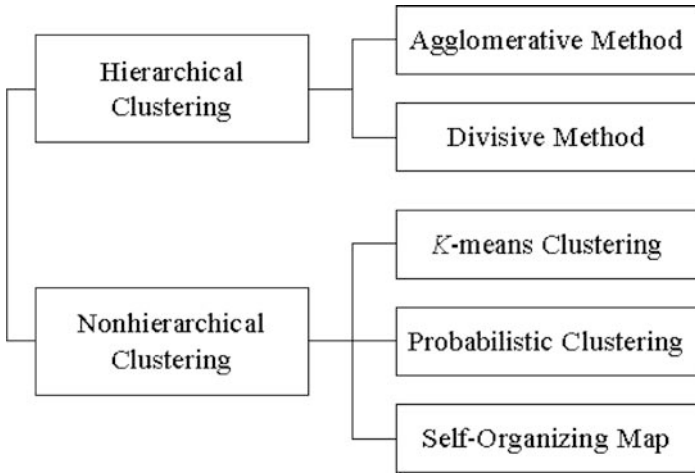 Hierarchical
Clustering
Agglomerative Method
Divisive Method
Nonhierarchical
Clustering
K-means Clustering
Probabilistic Clustering
Self-Organizing Map